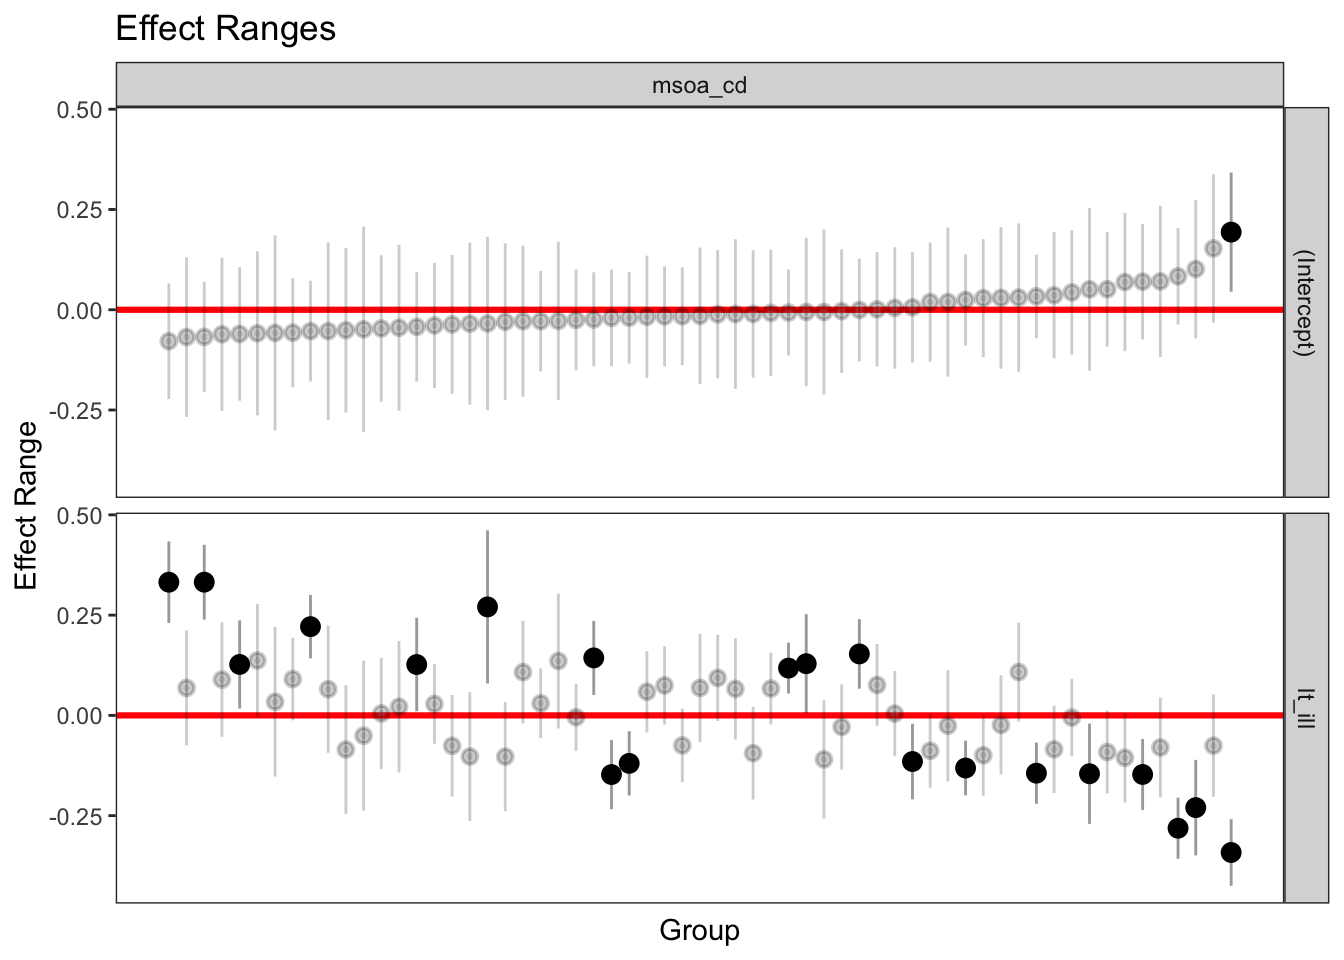 Effect Ranges
msoa_cd
0.50
0.25
0.00
-0.25
(Intercept)
Effect Range
0.50
0.25
0.00
-0.25
lt_ill
Group